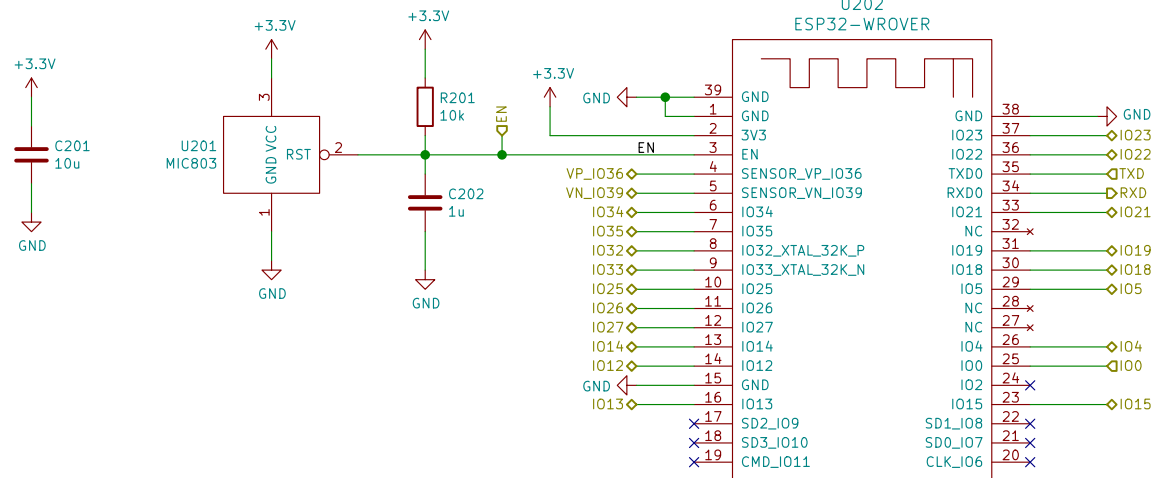 U202
ESP32-WROVER
+3.3V
+3.3V
+3.3V
+3.3V
C201
10u
GND
3
VCC
GND
U201
MIC803
RST
2
1
GND
R201
10k
EN
C202
1u
GND
EN
GND
39 GND
1 GND
2 3V3
3 EN
VP_IO36 4 SENSOR_VP_IO36
VN_IO39 5 SENSOR_VN_IO39
IO34 6 IO34
IO35 7 IO35
IO32 8 IO32_XTAL_32K_P
IO33 9 IO33_XTAL_32K_N
IO25 10 IO25
IO26 11 IO26
IO27 12 IO27
IO14 13 IO14
IO12 14 IO12
GND 15 GND
IO13 16 IO13
17 SD2_IO9
18 SD3_IO10
19 CMD_IO11
GND 38 GND
IO23 37 IO23
IO22 36 IO22
TXD0 35 TXD
RXD0 34 RXD
IO21 33 IO21
NC 32
IO19 31 IO19
IO18 30 IO18
IO5 29 IO5
NC 28
NC 27
IO4 26 IO4
IO0 25 IO0
IO2 24
IO15 23 IO15
SD1_IO8 22
SD0_IO7 21
CLK_IO6 20